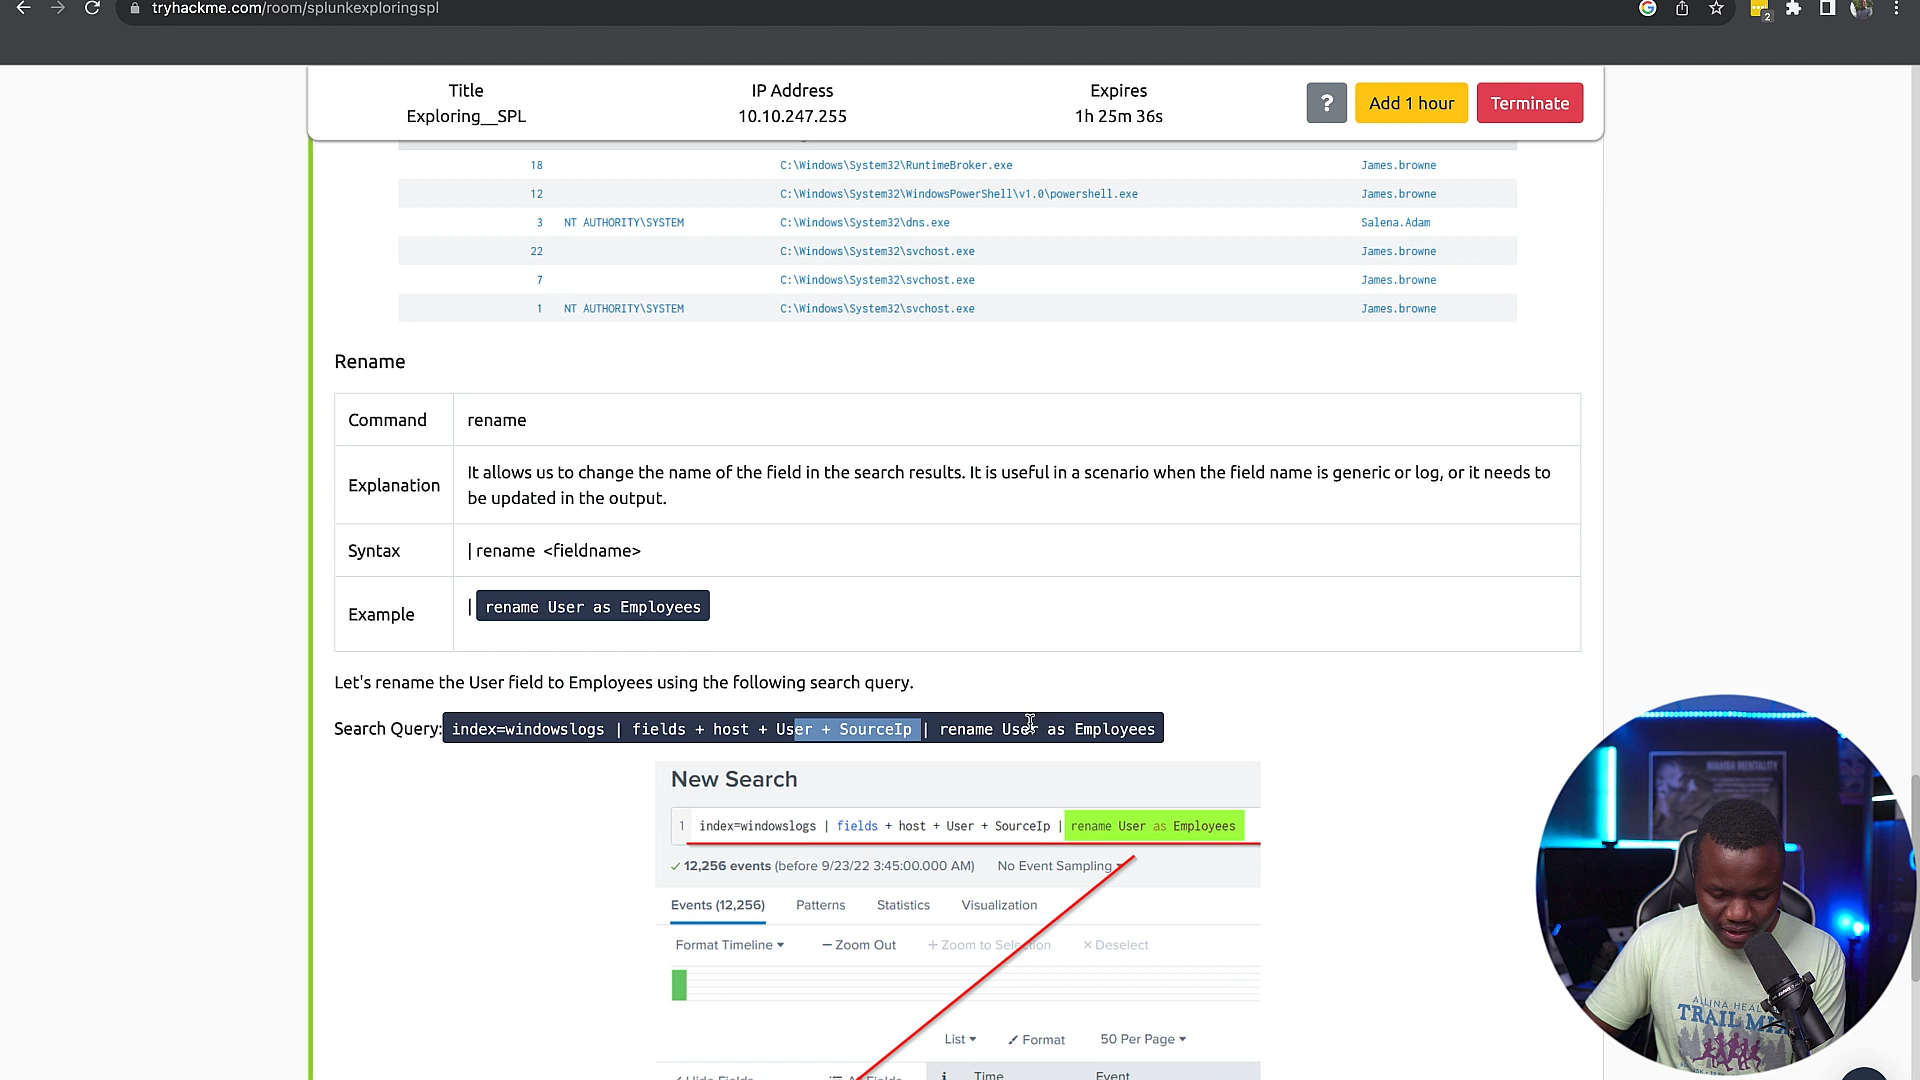 tryhackme.com/room/splunkexploringspl
2
Title
Exploring__SPL
IP Address
10.10.247.255
Expires
1h 25m 36s
?
Add 1 hour
Terminate
18 C:\Windows\System32\RuntimeBroker.exe James.browne
12 C:\Windows\System32\WindowsPowerShell\v1.0\powershell.exe James.browne
3 NT AUTHORITY\SYSTEM C:\Windows\System32\dns.exe Salena.Adam
22 C:\Windows\System32\svchost.exe James.browne
7 C:\Windows\System32\svchost.exe James.browne
1 NT AUTHORITY\SYSTEM C:\Windows\System32\svchost.exe James.browne
Rename
Command rename
Explanation It allows us to change the name of the field in the search results. It is useful in a scenario when the field name is generic or log, or it needs to
be updated in the output.
Syntax | rename <fieldname>
Example | rename User as Employees
Let's rename the User field to Employees using the following search query.
Search Query: index=windowslogs | fields + host + User + SourceIp | rename User as Employees
New Search
1 index=windowslogs | fields + host + User + SourceIp | rename User as Employees
✓ 12,256 events (before 9/23/22 3:45:00.000 AM) No Event Sampling
Events (12,256) Patterns Statistics Visualization
Format Timeline — Zoom Out + Zoom to Selection × Deselect
List Format 50 Per Page
i Time Event
ALLINA HEAL
TRAIL MIX